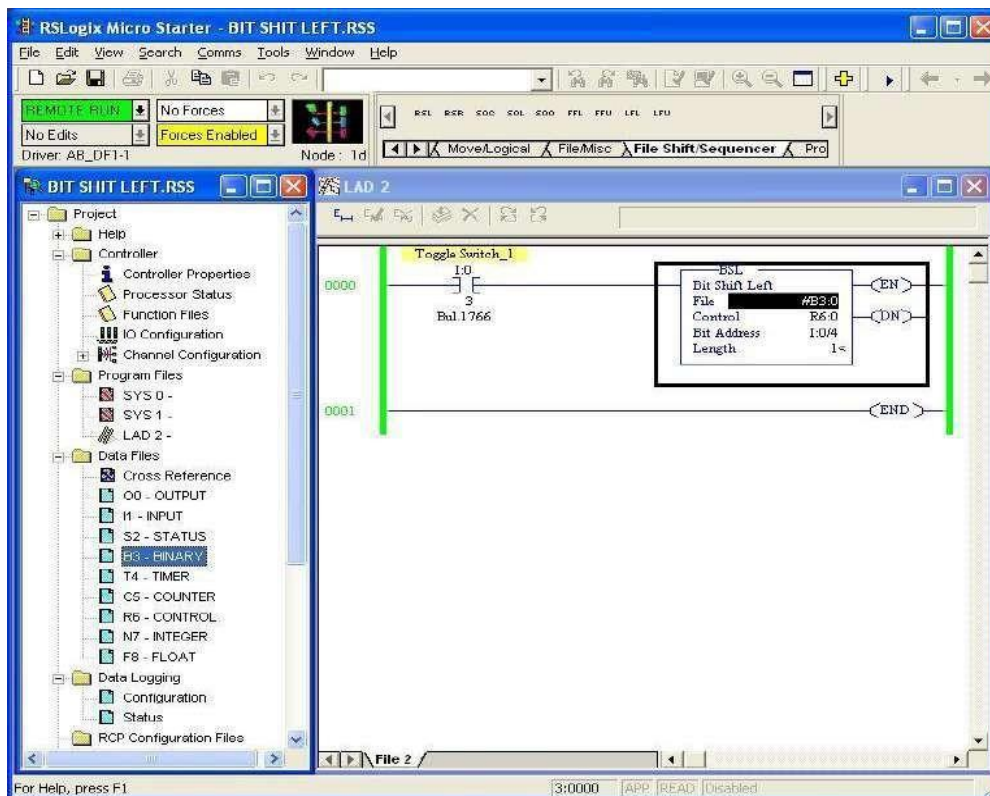 RSLogix Micro Starter - BIT SHIT LEFT.RSS
File Edit View Search Comms Tools Window Help
REMOTE RUN No Forces
No Edits Forces Enabled
Driver: AB_DF1-1 Node : 1d
BSL BSR SQC SQL SQO FFL FFU LFL LFU
Move/Logical File/Misc File Shift/Sequencer Pro
BIT SHIT LEFT.RSS
Project
Help
Controller
Controller Properties
Processor Status
Function Files
IO Configuration
Channel Configuration
Program Files
SYS 0 -
SYS 1 -
LAD 2 -
Data Files
Cross Reference
O0 - OUTPUT
I1 - INPUT
S2 - STATUS
B3 - BINARY
T4 - TIMER
C5 - COUNTER
R6 - CONTROL
N7 - INTEGER
F8 - FLOAT
Data Logging
Configuration
Status
RCP Configuration Files
LAD 2
0000
Toggle Switch_1
I:0
3
Bul.1766
BSL
Bit Shift Left
File #B3:0
Control R6:0
Bit Address I:0/4
Length 1<
EN
DN
0001
END
File 2
For Help, press F1
3:0000 APP READ Disabled